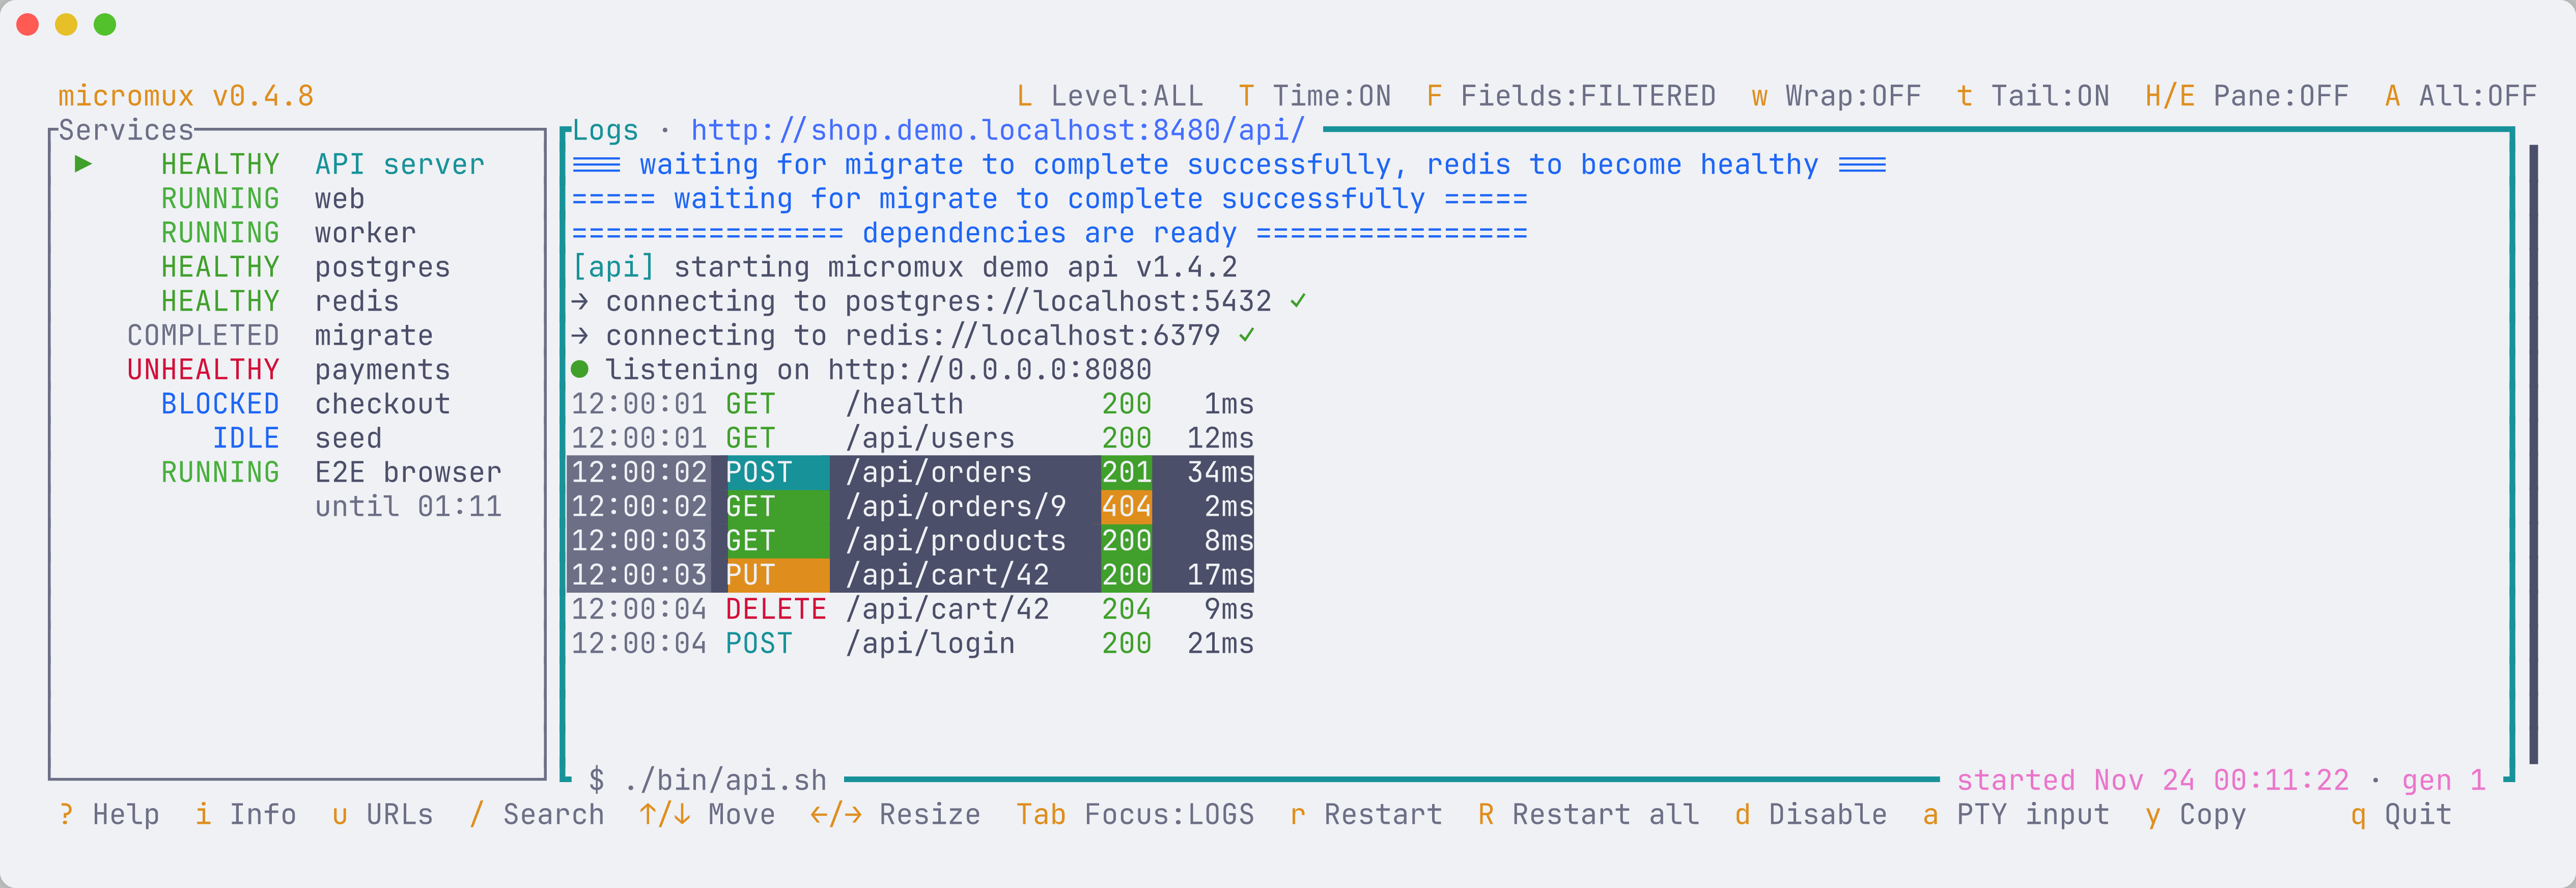 micromux v0.4.8 L Level:ALL T Time:ON F Fields:FILTERED w Wrap:OFF t Tail:ON H/E Pane:OFF A All:OFF
Services
▶ HEALTHY API server
RUNNING web
RUNNING worker
HEALTHY postgres
HEALTHY redis
COMPLETED migrate
UNHEALTHY payments
BLOCKED checkout
IDLE seed
RUNNING E2E browser
until 01:11
Logs · http://shop.demo.localhost:8480/api/
=== waiting for migrate to complete successfully, redis to become healthy ===
===== waiting for migrate to complete successfully =====
================ dependencies are ready ================
[api] starting micromux demo api v1.4.2
→ connecting to postgres://localhost:5432 ✓
→ connecting to redis://localhost:6379 ✓
● listening on http://0.0.0.0:8080
12:00:01 GET /health 200 1ms
12:00:01 GET /api/users 200 12ms
12:00:02 POST /api/orders 201 34ms
12:00:02 GET /api/orders/9 404 2ms
12:00:03 GET /api/products 200 8ms
12:00:03 PUT /api/cart/42 200 17ms
12:00:04 DELETE /api/cart/42 204 9ms
12:00:04 POST /api/login 200 21ms
$ ./bin/api.sh started Nov 24 00:11:22 · gen 1
? Help i Info u URLs / Search ↑/↓ Move ←/→ Resize Tab Focus:LOGS r Restart R Restart all d Disable a PTY input y Copy q Quit